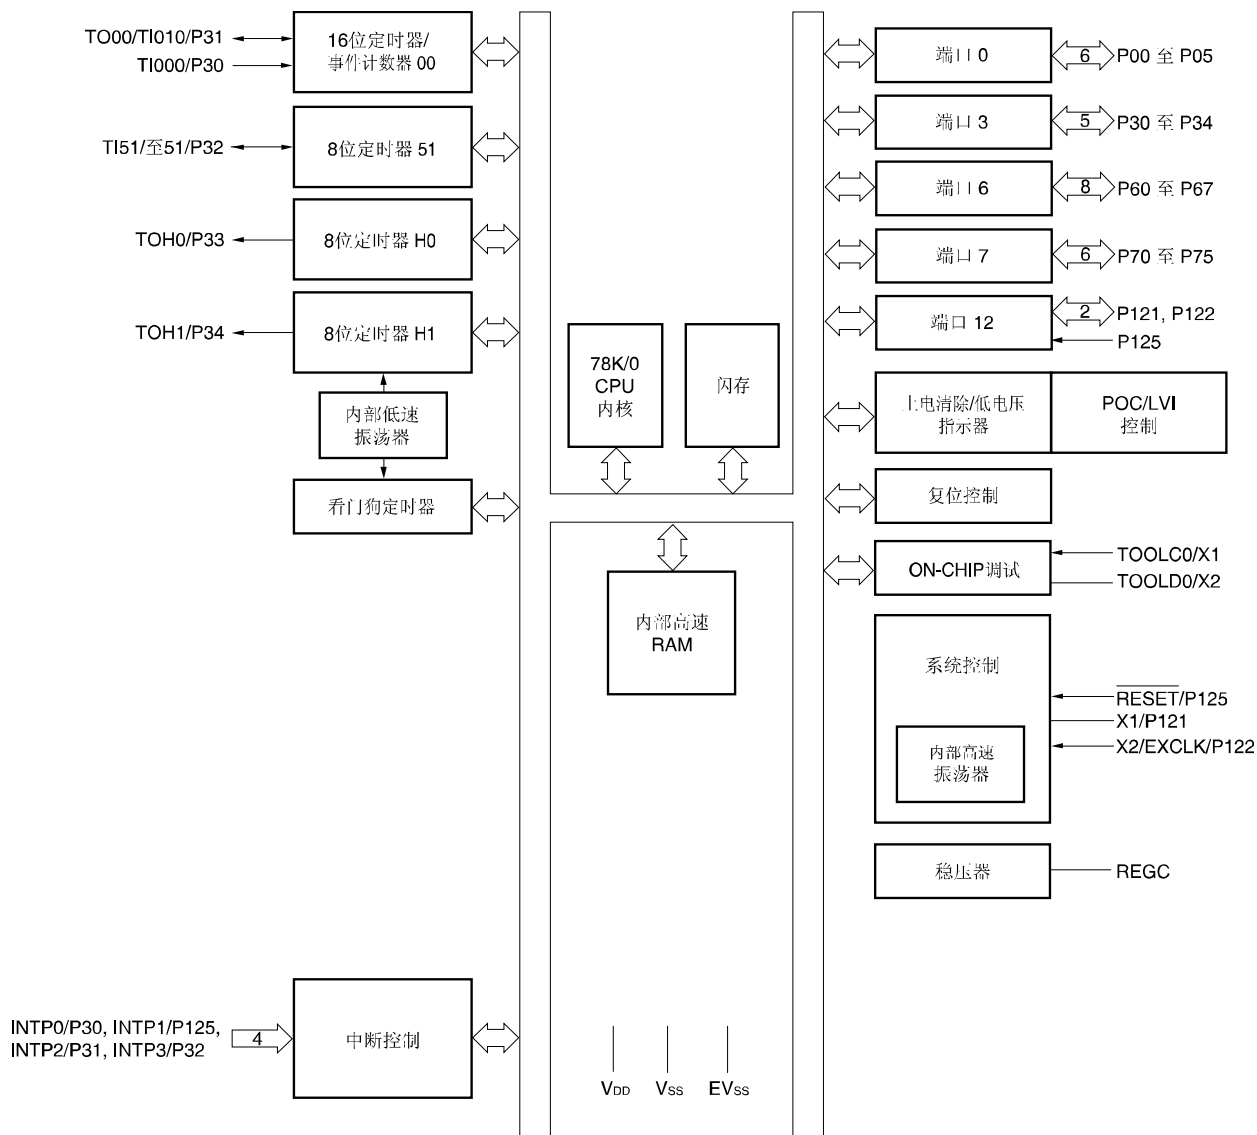 TO00/TI010/P31
TI000/P30
16位定时器/
事件计数器 00
TI51/至51/P32
8位定时器 51
TOH0/P33
8位定时器 H0
TOH1/P34
8位定时器 H1
内部低速
振荡器
看门狗定时器
INTP0/P30, INTP1/P125,
INTP2/P31, INTP3/P32
4
中断控制
78K/0
CPU
内核
闪存
内部高速
RAM
VDD
VSS
EVSS
端口 0
6
P00 至 P05
端口 3
5
P30 至 P34
端口 6
8
P60 至 P67
端口 7
6
P70 至 P75
端口 12
2
P121, P122
P125
上电清除/低电压
指示器
POC/LVI
控制
复位控制
ON-CHIP调试
TOOLC0/X1
TOOLD0/X2
系统控制
RESET/P125
X1/P121
X2/EXCLK/P122
内部高速
振荡器
稳压器
REGC